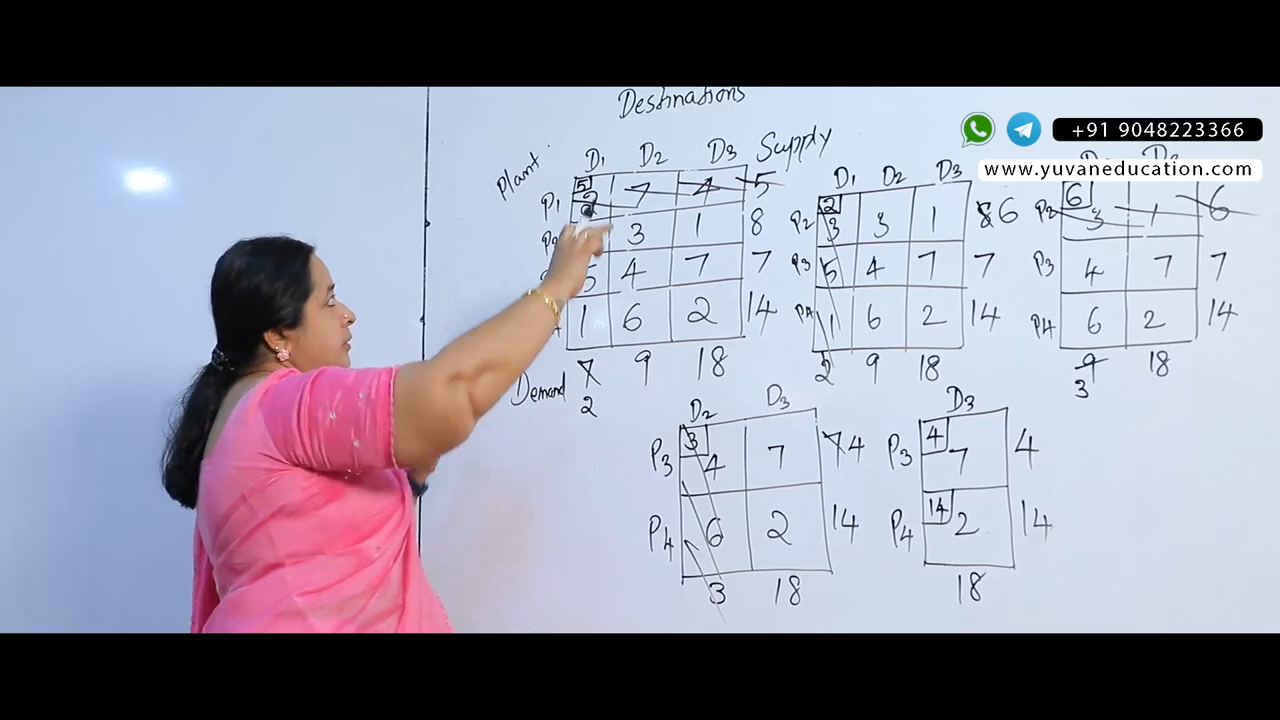 Destinations
+91 9048223366
www.yuvaneducation.com
Plant D1 D2 D3 Supply
P1 5 2 7 4 5
3 1 8
5 4 7 7
1 6 2 14
Demand 7 9 18
2
D1 D2 D3
P2 2 3 3 1 8 6
P3 5 4 7 7
P4 1 6 2 14
2 9 18
P2 6 3 1 6
P3 4 7 7
P4 6 2 14
9 18
3
D2 D3
P3 3 4 7 7 4
P4 6 2 14
3 18
D3
P3 4 7 4
P4 14 2 14
18